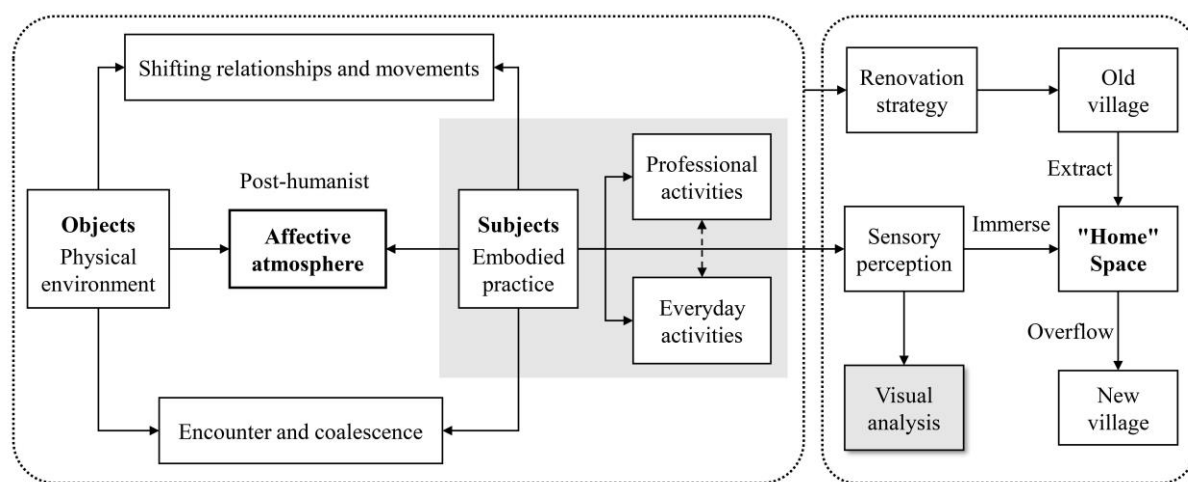 Shifting relationships and movements
Post-humanist
Objects
Physical
environment
Affective
atmosphere
Subjects
Embodied
practice
Professional
activities
Everyday
activities
Encounter and coalescence
Renovation
strategy
Old
village
Extract
Sensory
perception
Immerse
"Home"
Space
Overflow
Visual
analysis
New
village